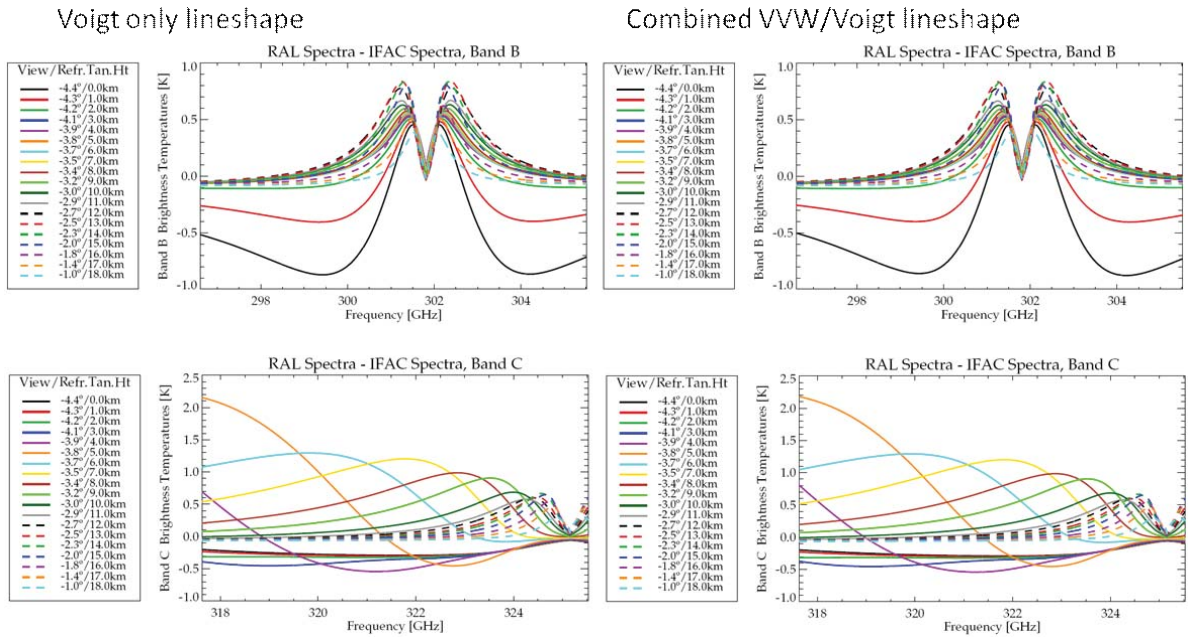 Voigt only lineshape
Combined VVW/Voigt lineshape
RAL Spectra - IFAC Spectra, Band B
View/Refr.Tan.Ht
-4.4°/0.0km
-4.3°/1.0km
-4.2°/2.0km
-4.1°/3.0km
-3.9°/4.0km
-3.8°/5.0km
-3.7°/6.0km
-3.5°/7.0km
-3.4°/8.0km
-3.2°/9.0km
-3.0°/10.0km
-2.9°/11.0km
-2.7°/12.0km
-2.5°/13.0km
-2.3°/14.0km
-2.0°/15.0km
-1.8°/16.0km
-1.4°/17.0km
-1.0°/18.0km
Band B Brightness Temperatures [K]
1.0
0.5
0.0
-0.5
-1.0
298 300 302 304
Frequency [GHz]
RAL Spectra - IFAC Spectra, Band B
View/Refr.Tan.Ht
-4.4°/0.0km
-4.3°/1.0km
-4.2°/2.0km
-4.1°/3.0km
-3.9°/4.0km
-3.8°/5.0km
-3.7°/6.0km
-3.5°/7.0km
-3.4°/8.0km
-3.2°/9.0km
-3.0°/10.0km
-2.9°/11.0km
-2.7°/12.0km
-2.5°/13.0km
-2.3°/14.0km
-2.0°/15.0km
-1.8°/16.0km
-1.4°/17.0km
-1.0°/18.0km
Band B Brightness Temperatures [K]
1.0
0.5
0.0
-0.5
-1.0
298 300 302 304
Frequency [GHz]
RAL Spectra - IFAC Spectra, Band C
View/Refr.Tan.Ht
-4.4°/0.0km
-4.3°/1.0km
-4.2°/2.0km
-4.1°/3.0km
-3.9°/4.0km
-3.8°/5.0km
-3.7°/6.0km
-3.5°/7.0km
-3.4°/8.0km
-3.2°/9.0km
-3.0°/10.0km
-2.9°/11.0km
-2.7°/12.0km
-2.5°/13.0km
-2.3°/14.0km
-2.0°/15.0km
-1.8°/16.0km
-1.4°/17.0km
-1.0°/18.0km
Band C Brightness Temperatures [K]
2.5
2.0
1.5
1.0
0.5
0.0
-0.5
-1.0
318 320 322 324
Frequency [GHz]
RAL Spectra - IFAC Spectra, Band C
View/Refr.Tan.Ht
-4.4°/0.0km
-4.3°/1.0km
-4.2°/2.0km
-4.1°/3.0km
-3.9°/4.0km
-3.8°/5.0km
-3.7°/6.0km
-3.5°/7.0km
-3.4°/8.0km
-3.2°/9.0km
-3.0°/10.0km
-2.9°/11.0km
-2.7°/12.0km
-2.5°/13.0km
-2.3°/14.0km
-2.0°/15.0km
-1.8°/16.0km
-1.4°/17.0km
-1.0°/18.0km
Band C Brightness Temperatures [K]
2.5
2.0
1.5
1.0
0.5
0.0
-0.5
-1.0
318 320 322 324
Frequency [GHz]